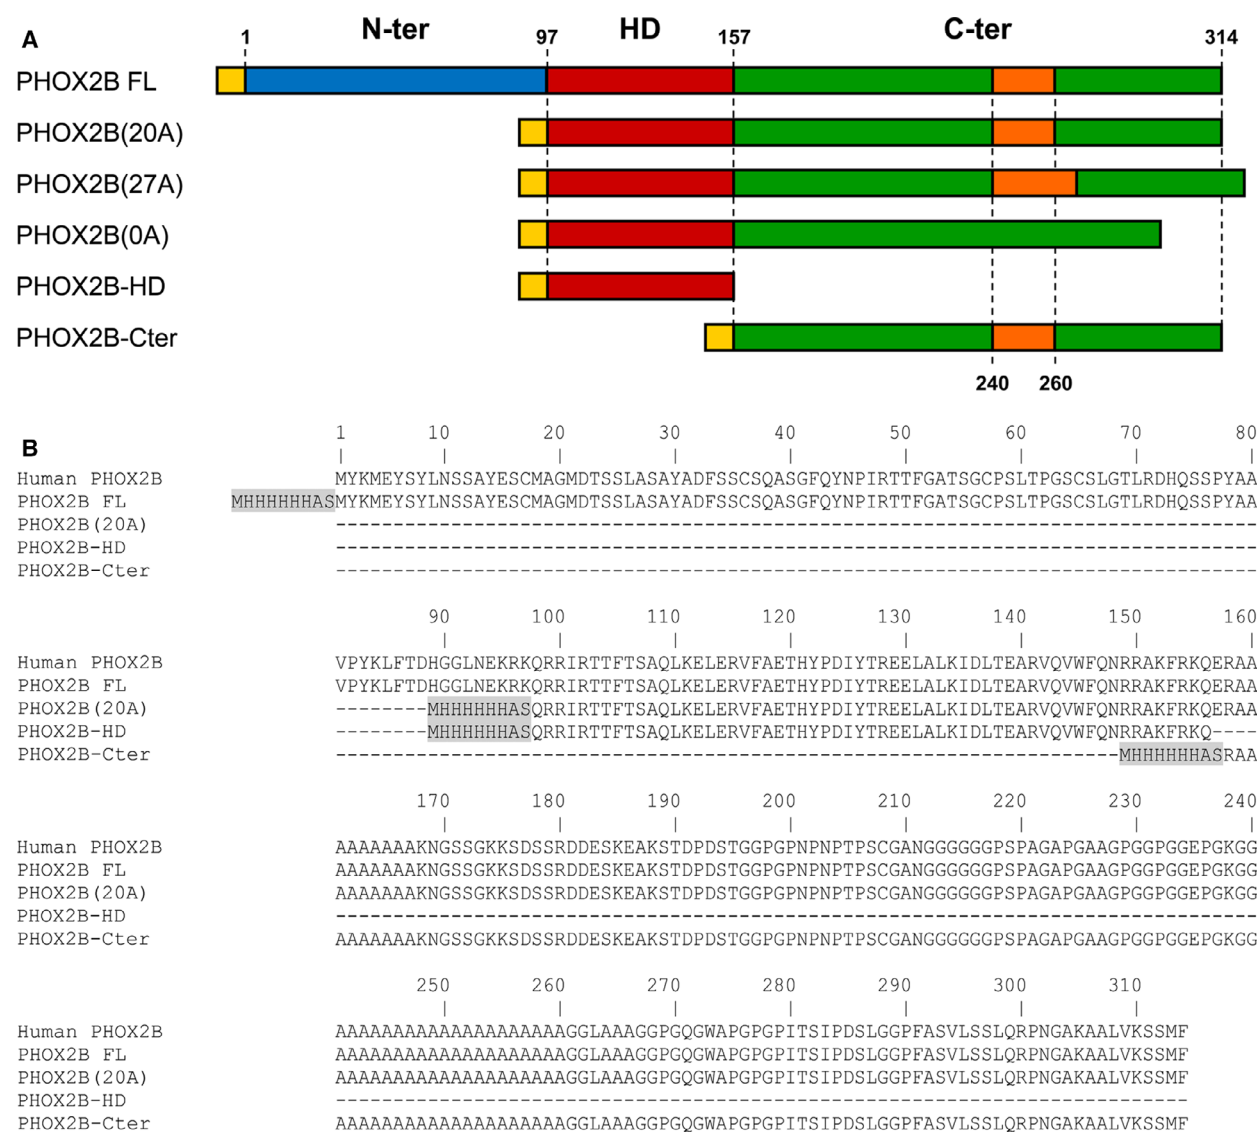 A
N-ter HD C-ter
1 97 157 314
PHOX2B FL
PHOX2B(20A)
PHOX2B(27A)
PHOX2B(0A)
PHOX2B-HD
PHOX2B-Cter
240 260
B
1 10 20 30 40 50 60 70 80
Human PHOX2B MYKMEYSYLNSSAYESCMAGMDTSSLASAYADFSSCSQASGFQYNPIRTTFGATSGCPSLTPGSCSLGTLRDHQSSPYAA
PHOX2B FL MHHHHHHHASMYKMEYSYLNSSAYESCMAGMDTSSLASAYADFSSCSQASGFQYNPIRTTFGATSGCPSLTPGSCSLGTLRDHQSSPYAA
PHOX2B(20A) --------------------------------------------------------------------------------
PHOX2B-HD --------------------------------------------------------------------------------
PHOX2B-Cter --------------------------------------------------------------------------------
90 100 110 120 130 140 150 160
Human PHOX2B VPYKLFTDHGGLNEKRKQRRIRTTFTSAQLKELERVFAETHYPDIYTREELALKIDLTEARVQVWFQNRRAKFRKQERAA
PHOX2B FL VPYKLFTDHGGLNEKRKQRRIRTTFTSAQLKELERVFAETHYPDIYTREELALKIDLTEARVQVWFQNRRAKFRKQERAA
PHOX2B(20A) --------MHHHHHHASQRRIRTTFTSAQLKELERVFAETHYPDIYTREELALKIDLTEARVQVWFQNRRAKFRKQERAA
PHOX2B-HD --------MHHHHHHASQRRIRTTFTSAQLKELERVFAETHYPDIYTREELALKIDLTEARVQVWFQNRRAKFRKQ----
PHOX2B-Cter --------------------------------------------------------------------MHHHHHHASRAA
170 180 190 200 210 220 230 240
Human PHOX2B AAAAAAAKNGSSGKKSDSSRDDESKEAKSTDPDSTGGPGPNPNPTPSCGANGGGGGGPSPAGAPGAAGPGGPGGEPGKGG
PHOX2B FL AAAAAAAKNGSSGKKSDSSRDDESKEAKSTDPDSTGGPGPNPNPTPSCGANGGGGGGPSPAGAPGAAGPGGPGGEPGKGG
PHOX2B(20A) AAAAAAAKNGSSGKKSDSSRDDESKEAKSTDPDSTGGPGPNPNPTPSCGANGGGGGGPSPAGAPGAAGPGGPGGEPGKGG
PHOX2B-HD --------------------------------------------------------------------------------
PHOX2B-Cter AAAAAAAKNGSSGKKSDSSRDDESKEAKSTDPDSTGGPGPNPNPTPSCGANGGGGGGPSPAGAPGAAGPGGPGGEPGKGG
250 260 270 280 290 300 310
Human PHOX2B AAAAAAAAAAAAAAAAAAAAGGLAAAGGPGQGWAPGPGPITSIPDSLGGPFASVLSSLQRPNGAKAALVKSSMF
PHOX2B FL AAAAAAAAAAAAAAAAAAAAGGLAAAGGPGQGWAPGPGPITSIPDSLGGPFASVLSSLQRPNGAKAALVKSSMF
PHOX2B(20A) AAAAAAAAAAAAAAAAAAAAGGLAAAGGPGQGWAPGPGPITSIPDSLGGPFASVLSSLQRPNGAKAALVKSSMF
PHOX2B-HD --------------------------------------------------------------------------
PHOX2B-Cter AAAAAAAAAAAAAAAAAAAAGGLAAAGGPGQGWAPGPGPITSIPDSLGGPFASVLSSLQRPNGAKAALVKSSMF